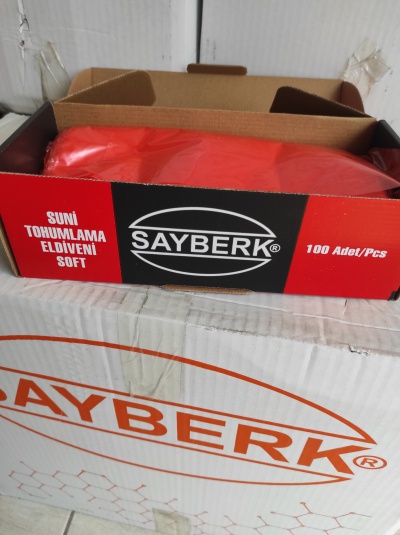 SUNİ
TOHUMLAMA
ELDİVENİ
SOFT
SAYBERK®
100 Adet/Pcs
SAYBERK®